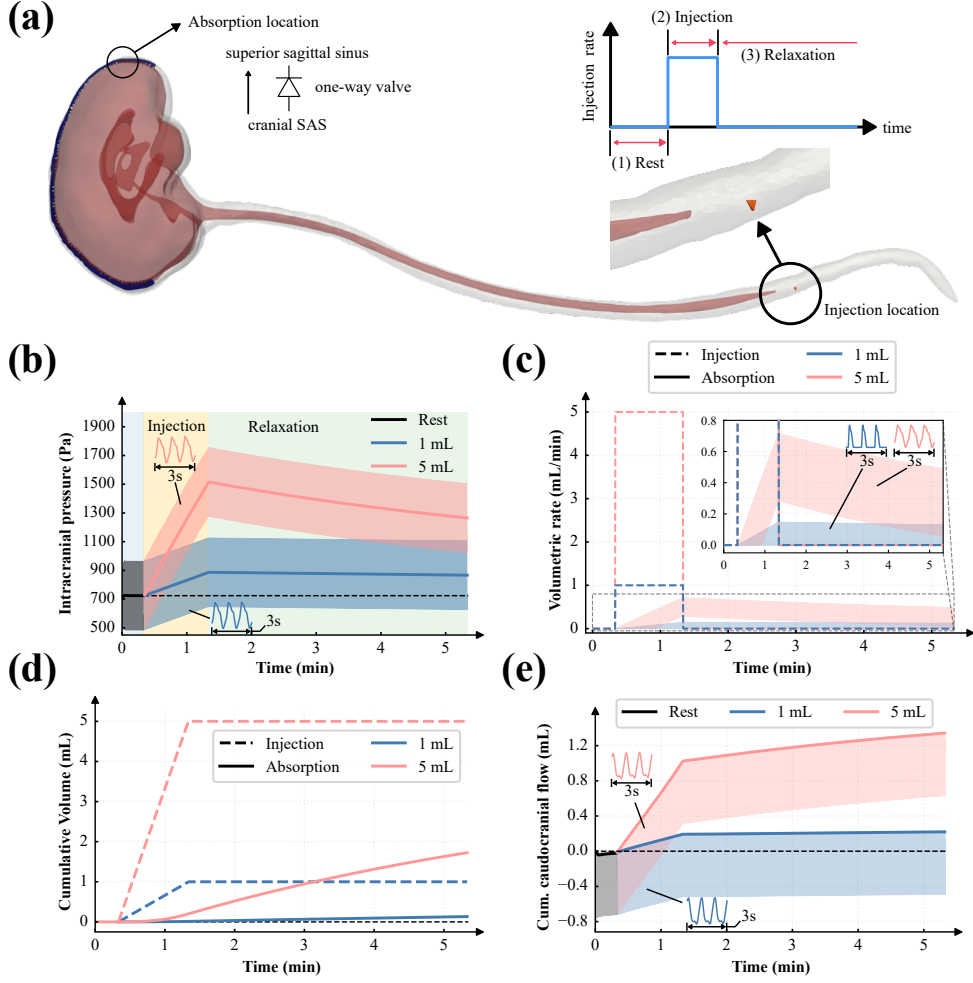 (a)
Absorption location
superior sagittal sinus
one-way valve
cranial SAS
(2) Injection
(3) Relaxation
Injection rate
time
(1) Rest
Injection location
(b)
Injection
Relaxation
Rest
1 mL
5 mL
3s
3s
Intracranial pressure (Pa)
1900
1700
1500
1300
1100
900
700
500
0 1 2 3 4 5
Time (min)
(c)
Injection 1 mL
Absorption 5 mL
Volumetric rate (mL/min)
5
4
3
2
1
0
0 1 2 3 4 5
Time (min)
0.8
0.6
0.4
0.2
0.0
0 1 2 3 4 5
3s 3s
(d)
Cumulative Volume (mL)
5
4
3
2
1
0
Injection 1 mL
Absorption 5 mL
0 1 2 3 4 5
Time (min)
(e)
Rest 1 mL 5 mL
Cum. caudocranial flow (mL)
1.2
0.8
0.4
0.0
−0.4
−0.8
3s
3s
0 1 2 3 4 5
Time (min)